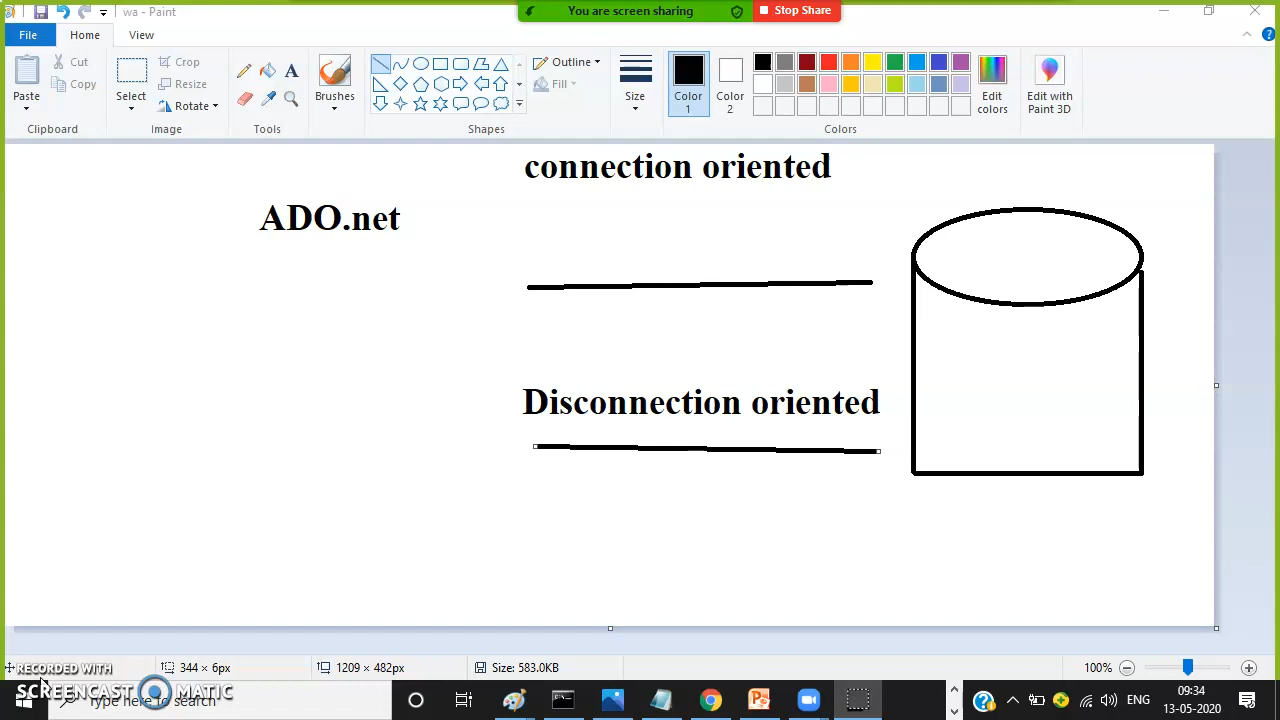 wa - Paint
You are screen sharing
Stop Share
File
Home
View
Paste
Cut
Copy
Clipboard
Select
Crop
Resize
Rotate
Image
A
Tools
Brushes
Outline
Fill
Shapes
Size
Color 1
Color 2
Edit colors
Colors
Edit with Paint 3D
connection oriented
ADO.net
Disconnection oriented
344 × 6px
1209 × 482px
Size: 583.0KB
100%
RECORDED WITH
SCREENCAST MATIC
Type here to search
ENG
09:34
13-05-2020